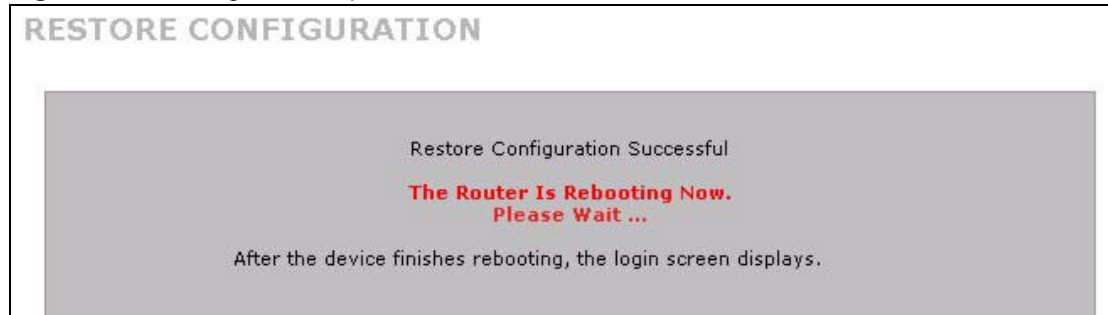 RESTORE CONFIGURATION
Restore Configuration Successful
The Router Is Rebooting Now.
Please Wait ...
After the device finishes rebooting, the login screen displays.